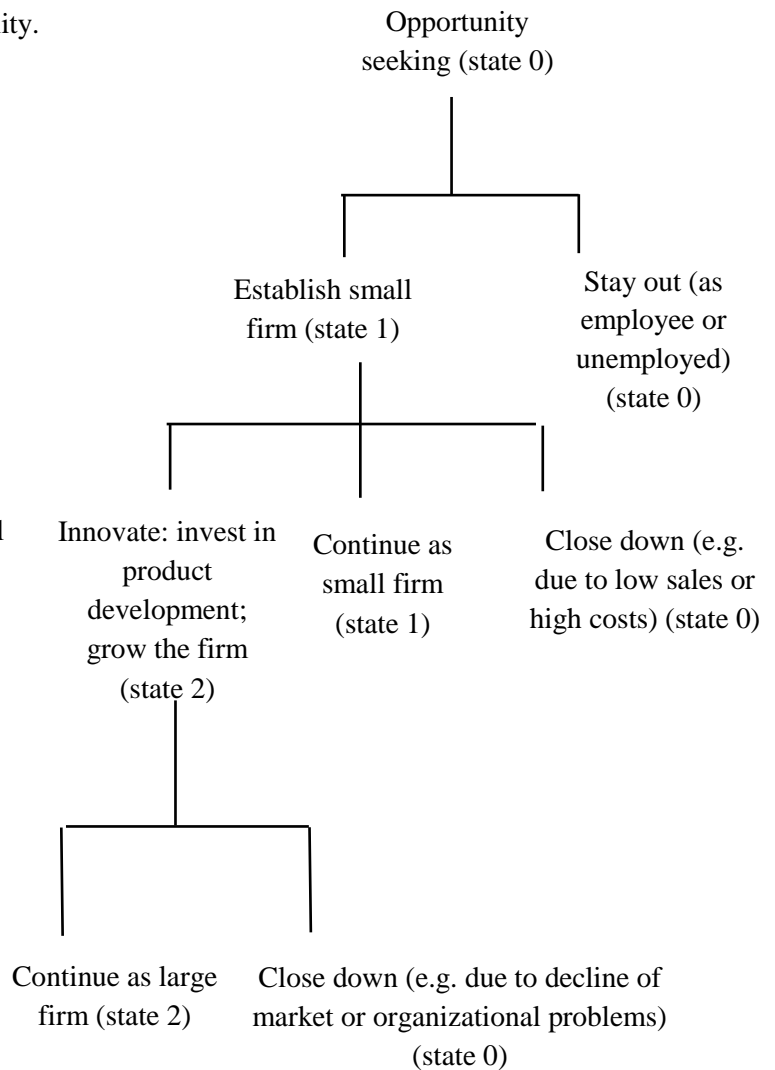 ity.
Opportunity
seeking (state 0)
Establish small
firm (state 1)
Stay out (as
employee or
unemployed)
(state 0)
l
Innovate: invest in
product
development;
grow the firm
(state 2)
Continue as
small firm
(state 1)
Close down (e.g.
due to low sales or
high costs) (state 0)
Continue as large
firm (state 2)
Close down (e.g. due to decline of
market or organizational problems)
(state 0)